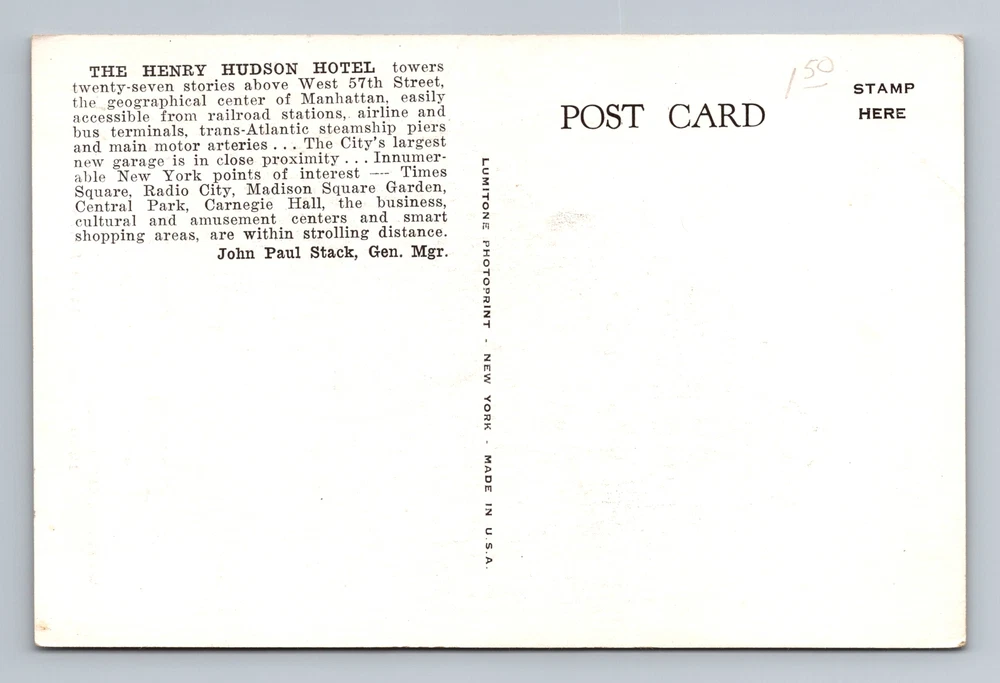 THE HENRY HUDSON HOTEL towers
twenty-seven stories above West 57th Street,
the geographical center of Manhattan, easily
accessible from railroad stations, airline and
bus terminals, trans-Atlantic steamship piers
and main motor arteries . . . The City's largest
new garage is in close proximity . . . Innumer-
able New York points of interest — Times
Square, Radio City, Madison Square Garden,
Central Park, Carnegie Hall, the business,
cultural and amusement centers and smart
shopping areas, are within strolling distance.
John Paul Stack, Gen. Mgr.
LUMITONE PHOTOPRINT - NEW YORK - MADE IN U.S.A.
POST CARD
1 50
STAMP
HERE